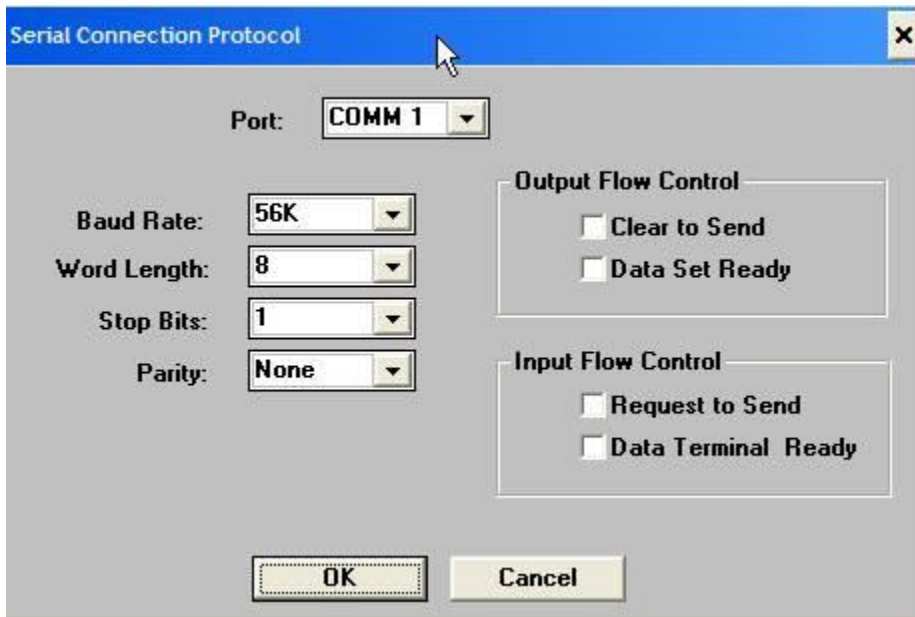 Serial Connection Protocol
Port: COMM 1
Baud Rate: 56K
Word Length: 8
Stop Bits: 1
Parity: None
Output Flow Control
Clear to Send
Data Set Ready
Input Flow Control
Request to Send
Data Terminal Ready
OK
Cancel